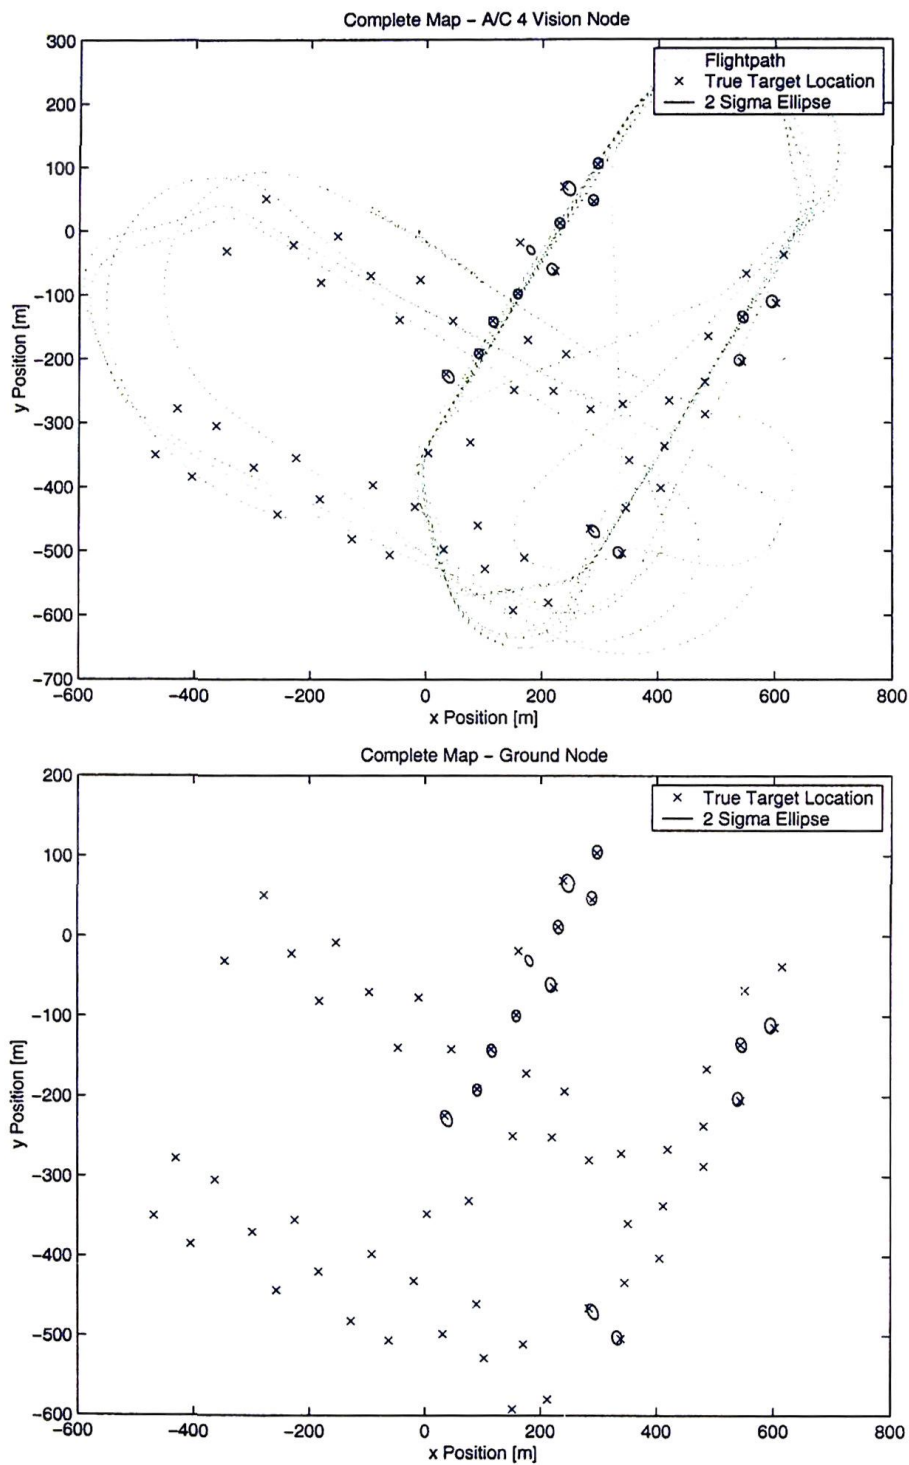 Complete Map – A/C 4 Vision Node
300
200
100
0
−100
−200
−300
−400
−500
−600
−700
y Position [m]
Flightpath
× True Target Location
— 2 Sigma Ellipse
−600 −400 −200 0 200 400 600 800
x Position [m]
Complete Map – Ground Node
200
100
0
−100
−200
−300
−400
−500
−600
y Position [m]
× True Target Location
— 2 Sigma Ellipse
−600 −400 −200 0 200 400 600 800
x Position [m]